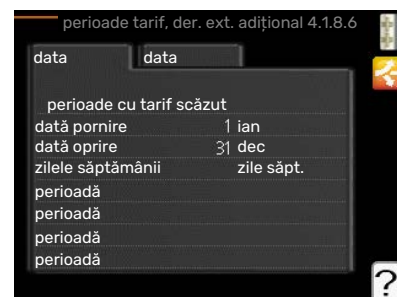 perioade tarif, der. ext. adițional 4.1.8.6
data data
perioade cu tarif scăzut
dată pornire 1 ian
dată oprire 31 dec
zilele săptămânii zile săpt.
perioadă
perioadă
perioadă
perioadă
?